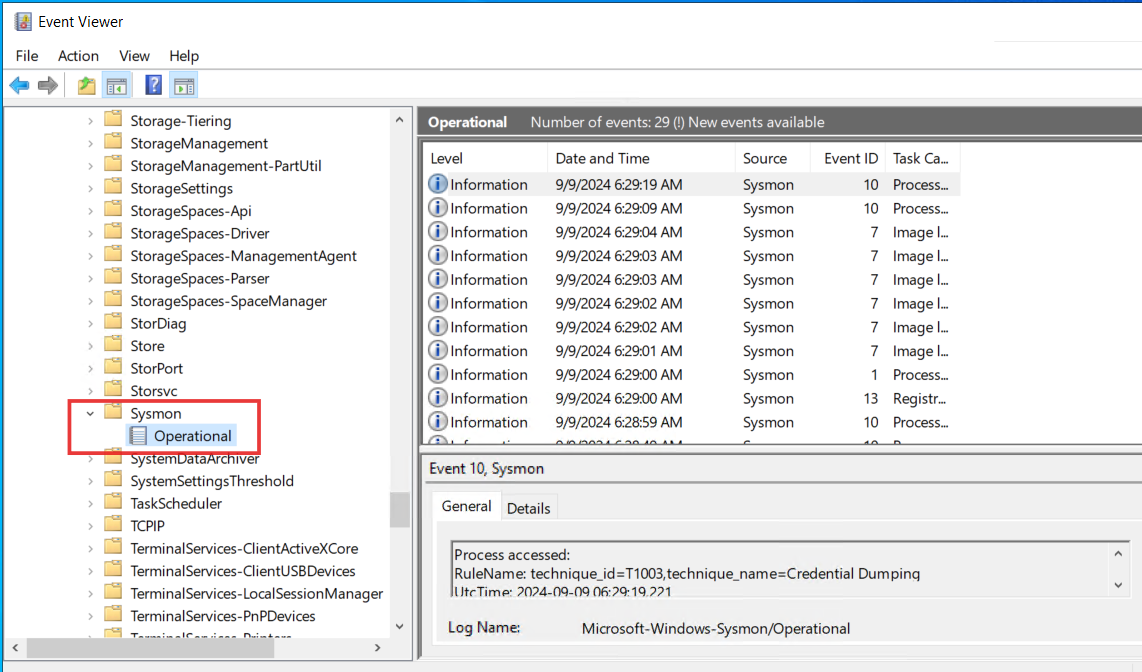 Event Viewer
File Action View Help
Storage-Tiering
StorageManagement
StorageManagement-PartUtil
StorageSettings
StorageSpaces-Api
StorageSpaces-Driver
StorageSpaces-ManagementAgent
StorageSpaces-Parser
StorageSpaces-SpaceManager
StorDiag
Store
StorPort
Storsvc
Sysmon
Operational
SystemDataArchiver
SystemSettingsThreshold
TaskScheduler
TCPIP
TerminalServices-ClientActiveXCore
TerminalServices-ClientUSBDevices
TerminalServices-LocalSessionManager
TerminalServices-PnPDevices
TerminalServices-Printers
Operational Number of events: 29 (!) New events available
Level Date and Time Source Event ID Task Ca...
Information 9/9/2024 6:29:19 AM Sysmon 10 Process...
Information 9/9/2024 6:29:09 AM Sysmon 10 Process...
Information 9/9/2024 6:29:04 AM Sysmon 7 Image l...
Information 9/9/2024 6:29:03 AM Sysmon 7 Image l...
Information 9/9/2024 6:29:03 AM Sysmon 7 Image l...
Information 9/9/2024 6:29:02 AM Sysmon 7 Image l...
Information 9/9/2024 6:29:02 AM Sysmon 7 Image l...
Information 9/9/2024 6:29:01 AM Sysmon 7 Image l...
Information 9/9/2024 6:29:00 AM Sysmon 1 Process...
Information 9/9/2024 6:29:00 AM Sysmon 13 Registr...
Information 9/9/2024 6:28:59 AM Sysmon 10 Process...
Event 10, Sysmon
General Details
Process accessed:
RuleName: technique_id=T1003,technique_name=Credential Dumping
UtcTime: 2024-09-09 06:29:19.221
Log Name: Microsoft-Windows-Sysmon/Operational